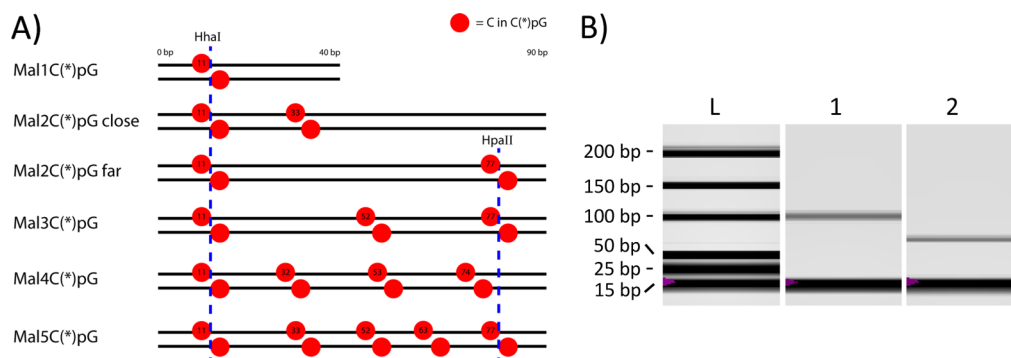 A)
= C in C(*)pG
HhaI
0 bp 40 bp 90 bp
Mal1C(*)pG
11
Mal2C(*)pG close
11 33
HpaII
Mal2C(*)pG far
11 77
Mal3C(*)pG
11 52 77
Mal4C(*)pG
11 32 53 74
Mal5C(*)pG
11 33 52 63 77
B)
L 1 2
200 bp -
150 bp -
100 bp -
50 bp
25 bp -
15 bp